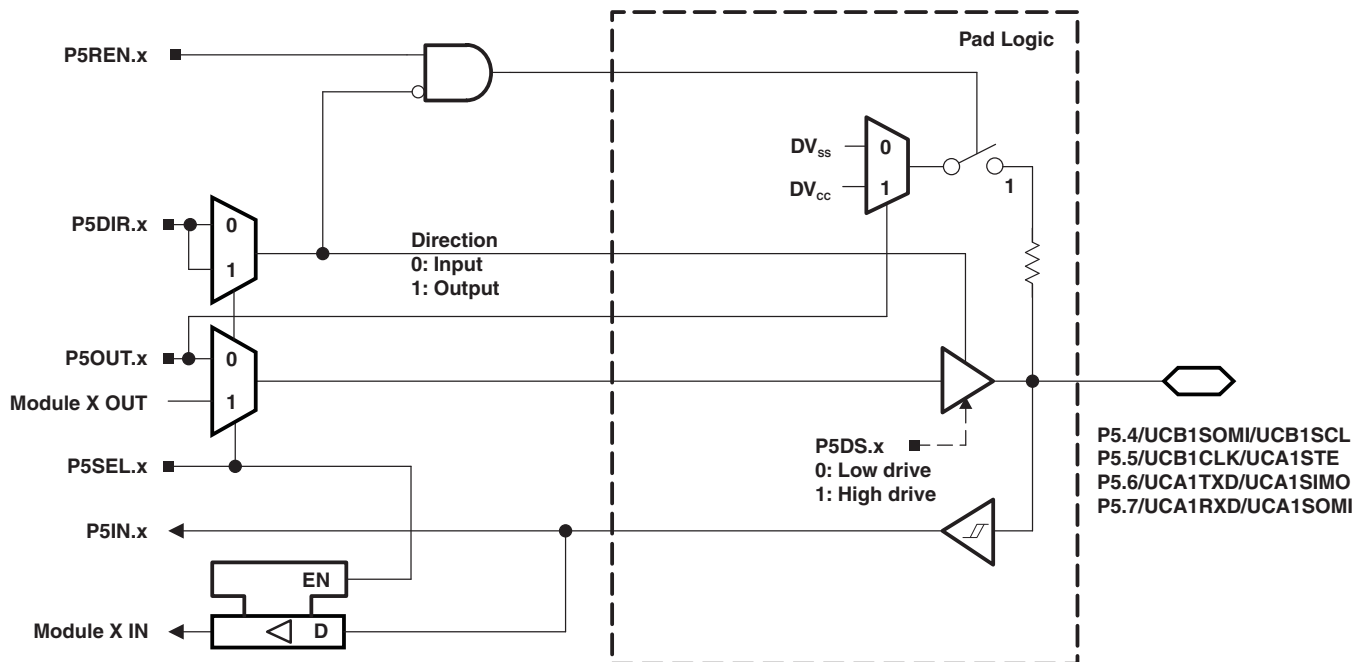 Pad Logic
P5REN.x
DVss
0
DVcc
1
1
P5DIR.x
0
1
Direction
0: Input
1: Output
P5OUT.x
0
Module X OUT
1
P5DS.x
0: Low drive
1: High drive
P5SEL.x
P5.4/UCB1SOMI/UCB1SCL
P5.5/UCB1CLK/UCA1STE
P5.6/UCA1TXD/UCA1SIMO
P5.7/UCA1RXD/UCA1SOMI
P5IN.x
EN
Module X IN
D